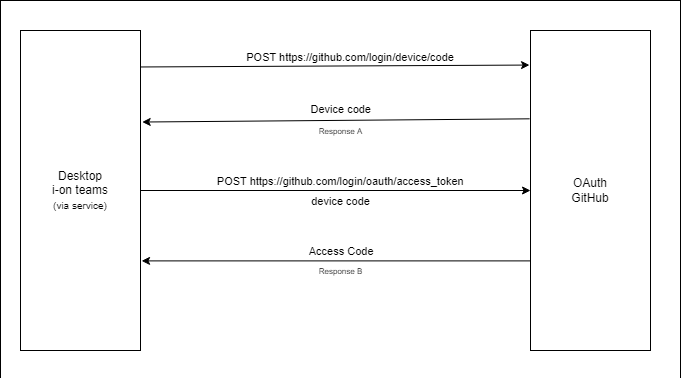 POST https://github.com/login/device/code
Device code
Response A
Desktop
i-on teams
(via service)
POST https://github.com/login/oauth/access_token
device code
OAuth
GitHub
Access Code
Response B